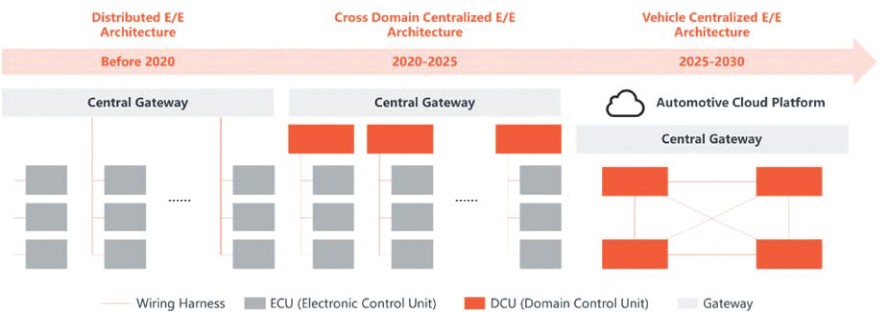 Distributed E/E
Architecture
Cross Domain Centralized E/E
Architecture
Vehicle Centralized E/E
Architecture
Before 2020
2020-2025
2025-2030
Central Gateway
Central Gateway
Automotive Cloud Platform
Central Gateway
......
......
Wiring Harness
ECU (Electronic Control Unit)
DCU (Domain Control Unit)
Gateway